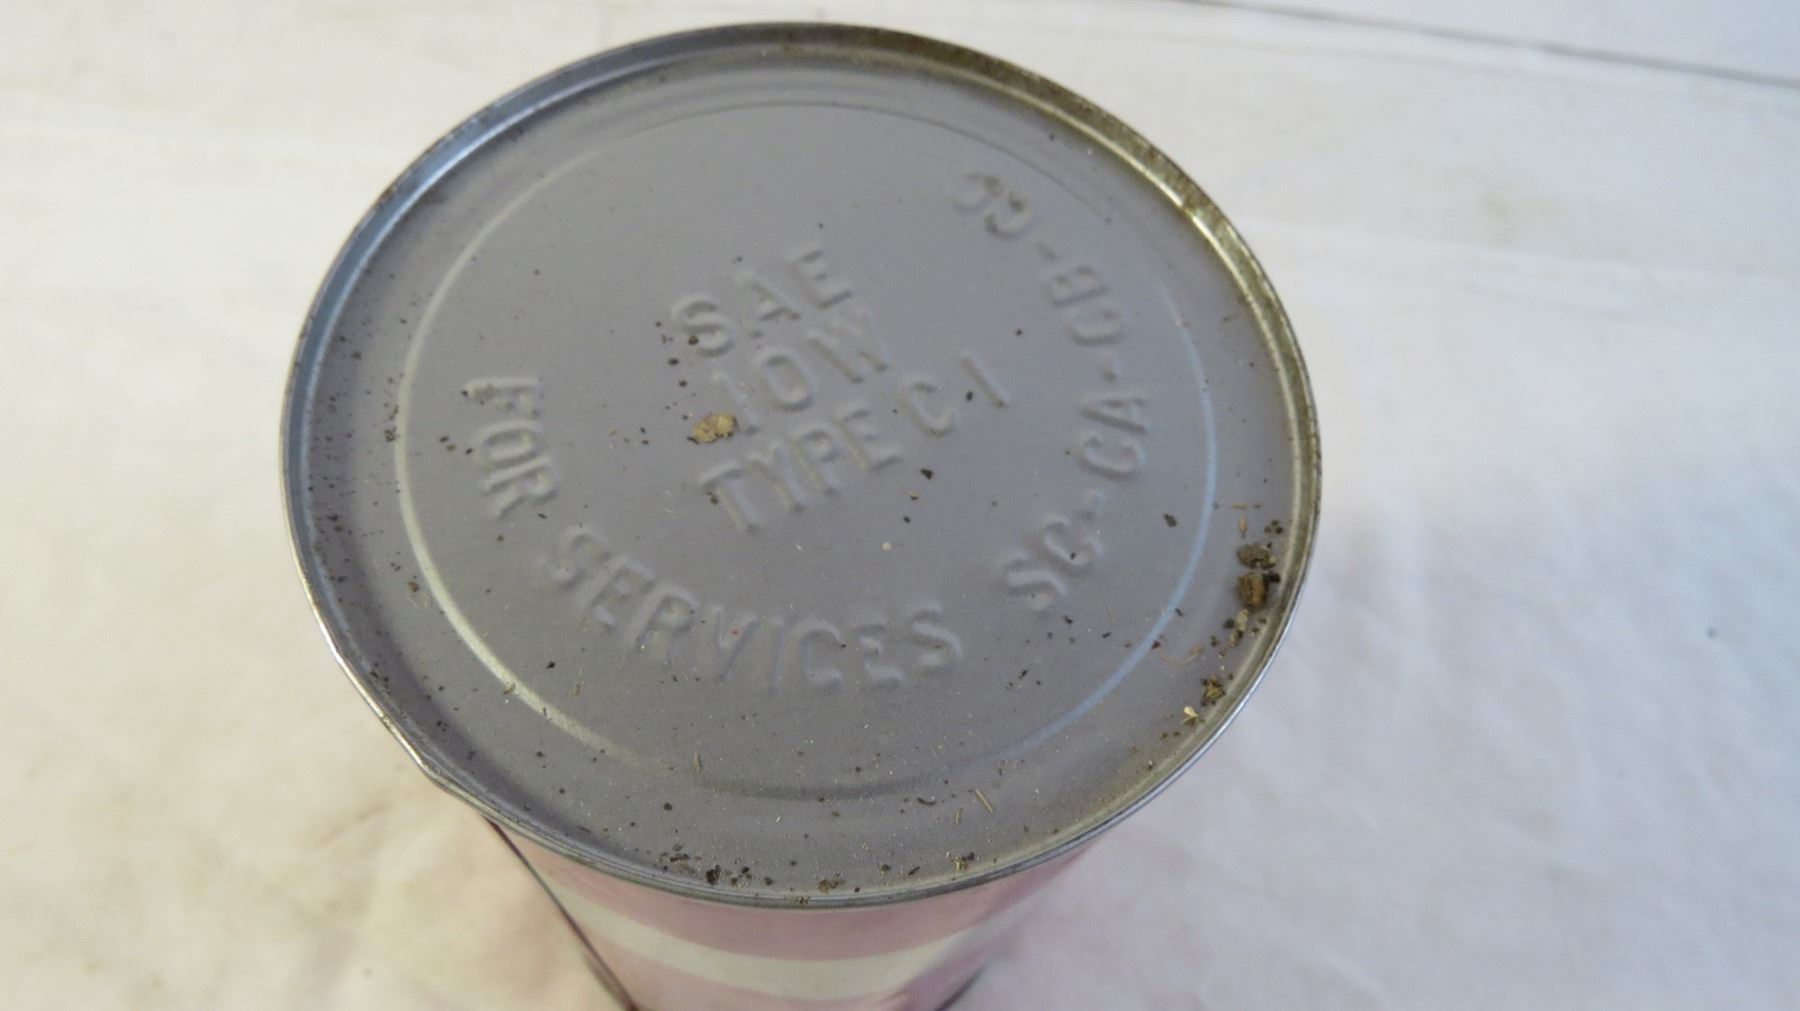 SAE
10W
TYPE C-1
FOR SERVICES SC-CA-CB-CC